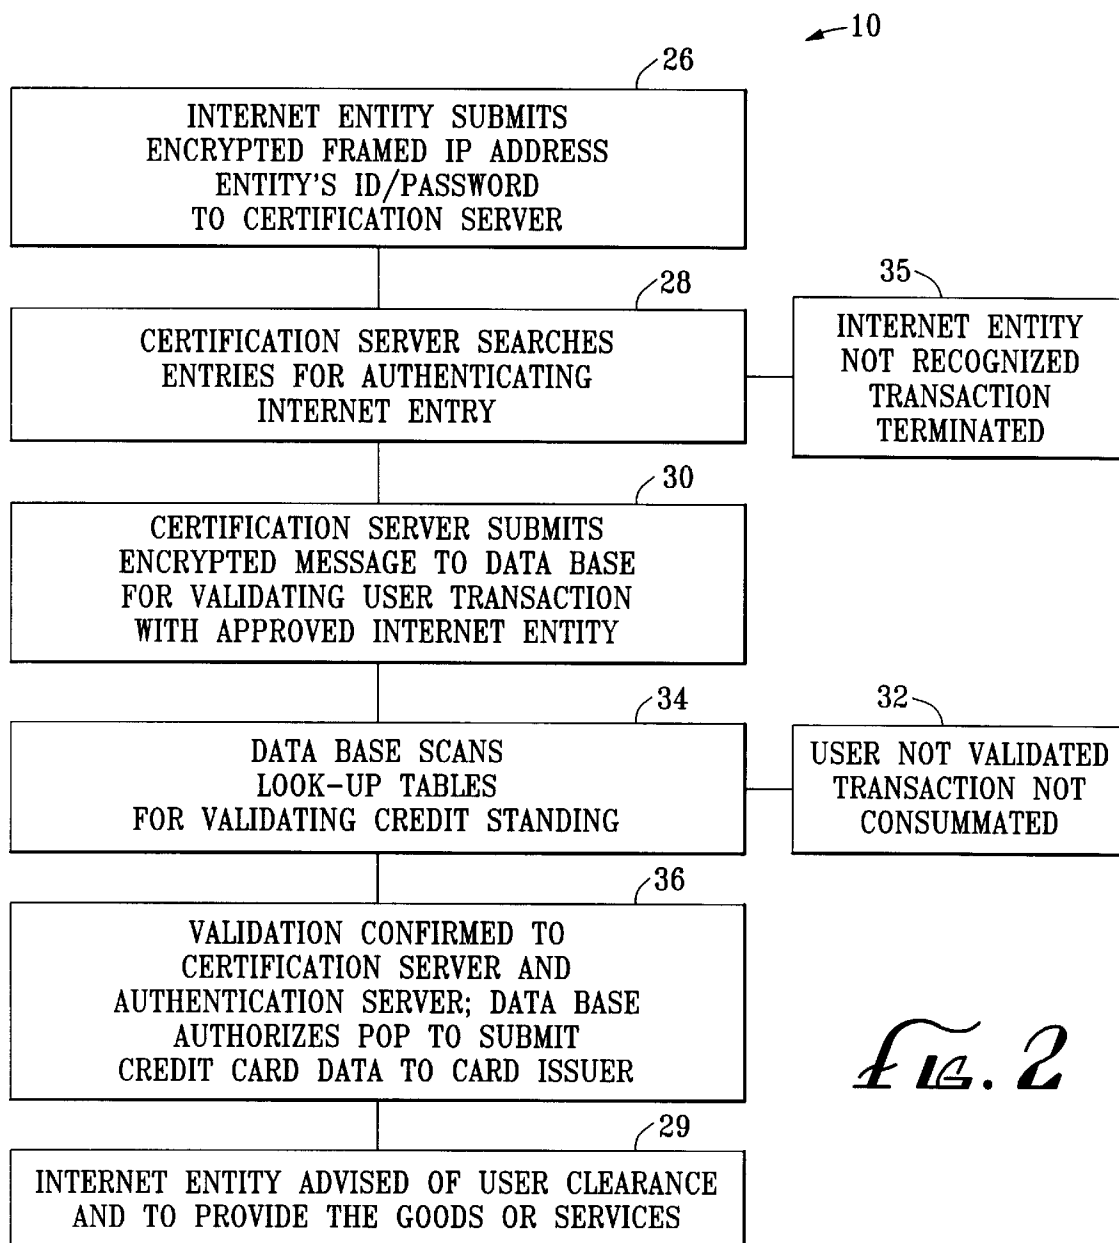 10
26
INTERNET ENTITY SUBMITS
ENCRYPTED FRAMED IP ADDRESS
ENTITY'S ID/PASSWORD
TO CERTIFICATION SERVER
28
CERTIFICATION SERVER SEARCHES
ENTRIES FOR AUTHENTICATING
INTERNET ENTRY
35
INTERNET ENTITY
NOT RECOGNIZED
TRANSACTION
TERMINATED
30
CERTIFICATION SERVER SUBMITS
ENCRYPTED MESSAGE TO DATA BASE
FOR VALIDATING USER TRANSACTION
WITH APPROVED INTERNET ENTITY
34
DATA BASE SCANS
LOOK-UP TABLES
FOR VALIDATING CREDIT STANDING
32
USER NOT VALIDATED
TRANSACTION NOT
CONSUMMATED
36
VALIDATION CONFIRMED TO
CERTIFICATION SERVER AND
AUTHENTICATION SERVER; DATA BASE
AUTHORIZES POP TO SUBMIT
CREDIT CARD DATA TO CARD ISSUER
29
INTERNET ENTITY ADVISED OF USER CLEARANCE
AND TO PROVIDE THE GOODS OR SERVICES
FIG. 2